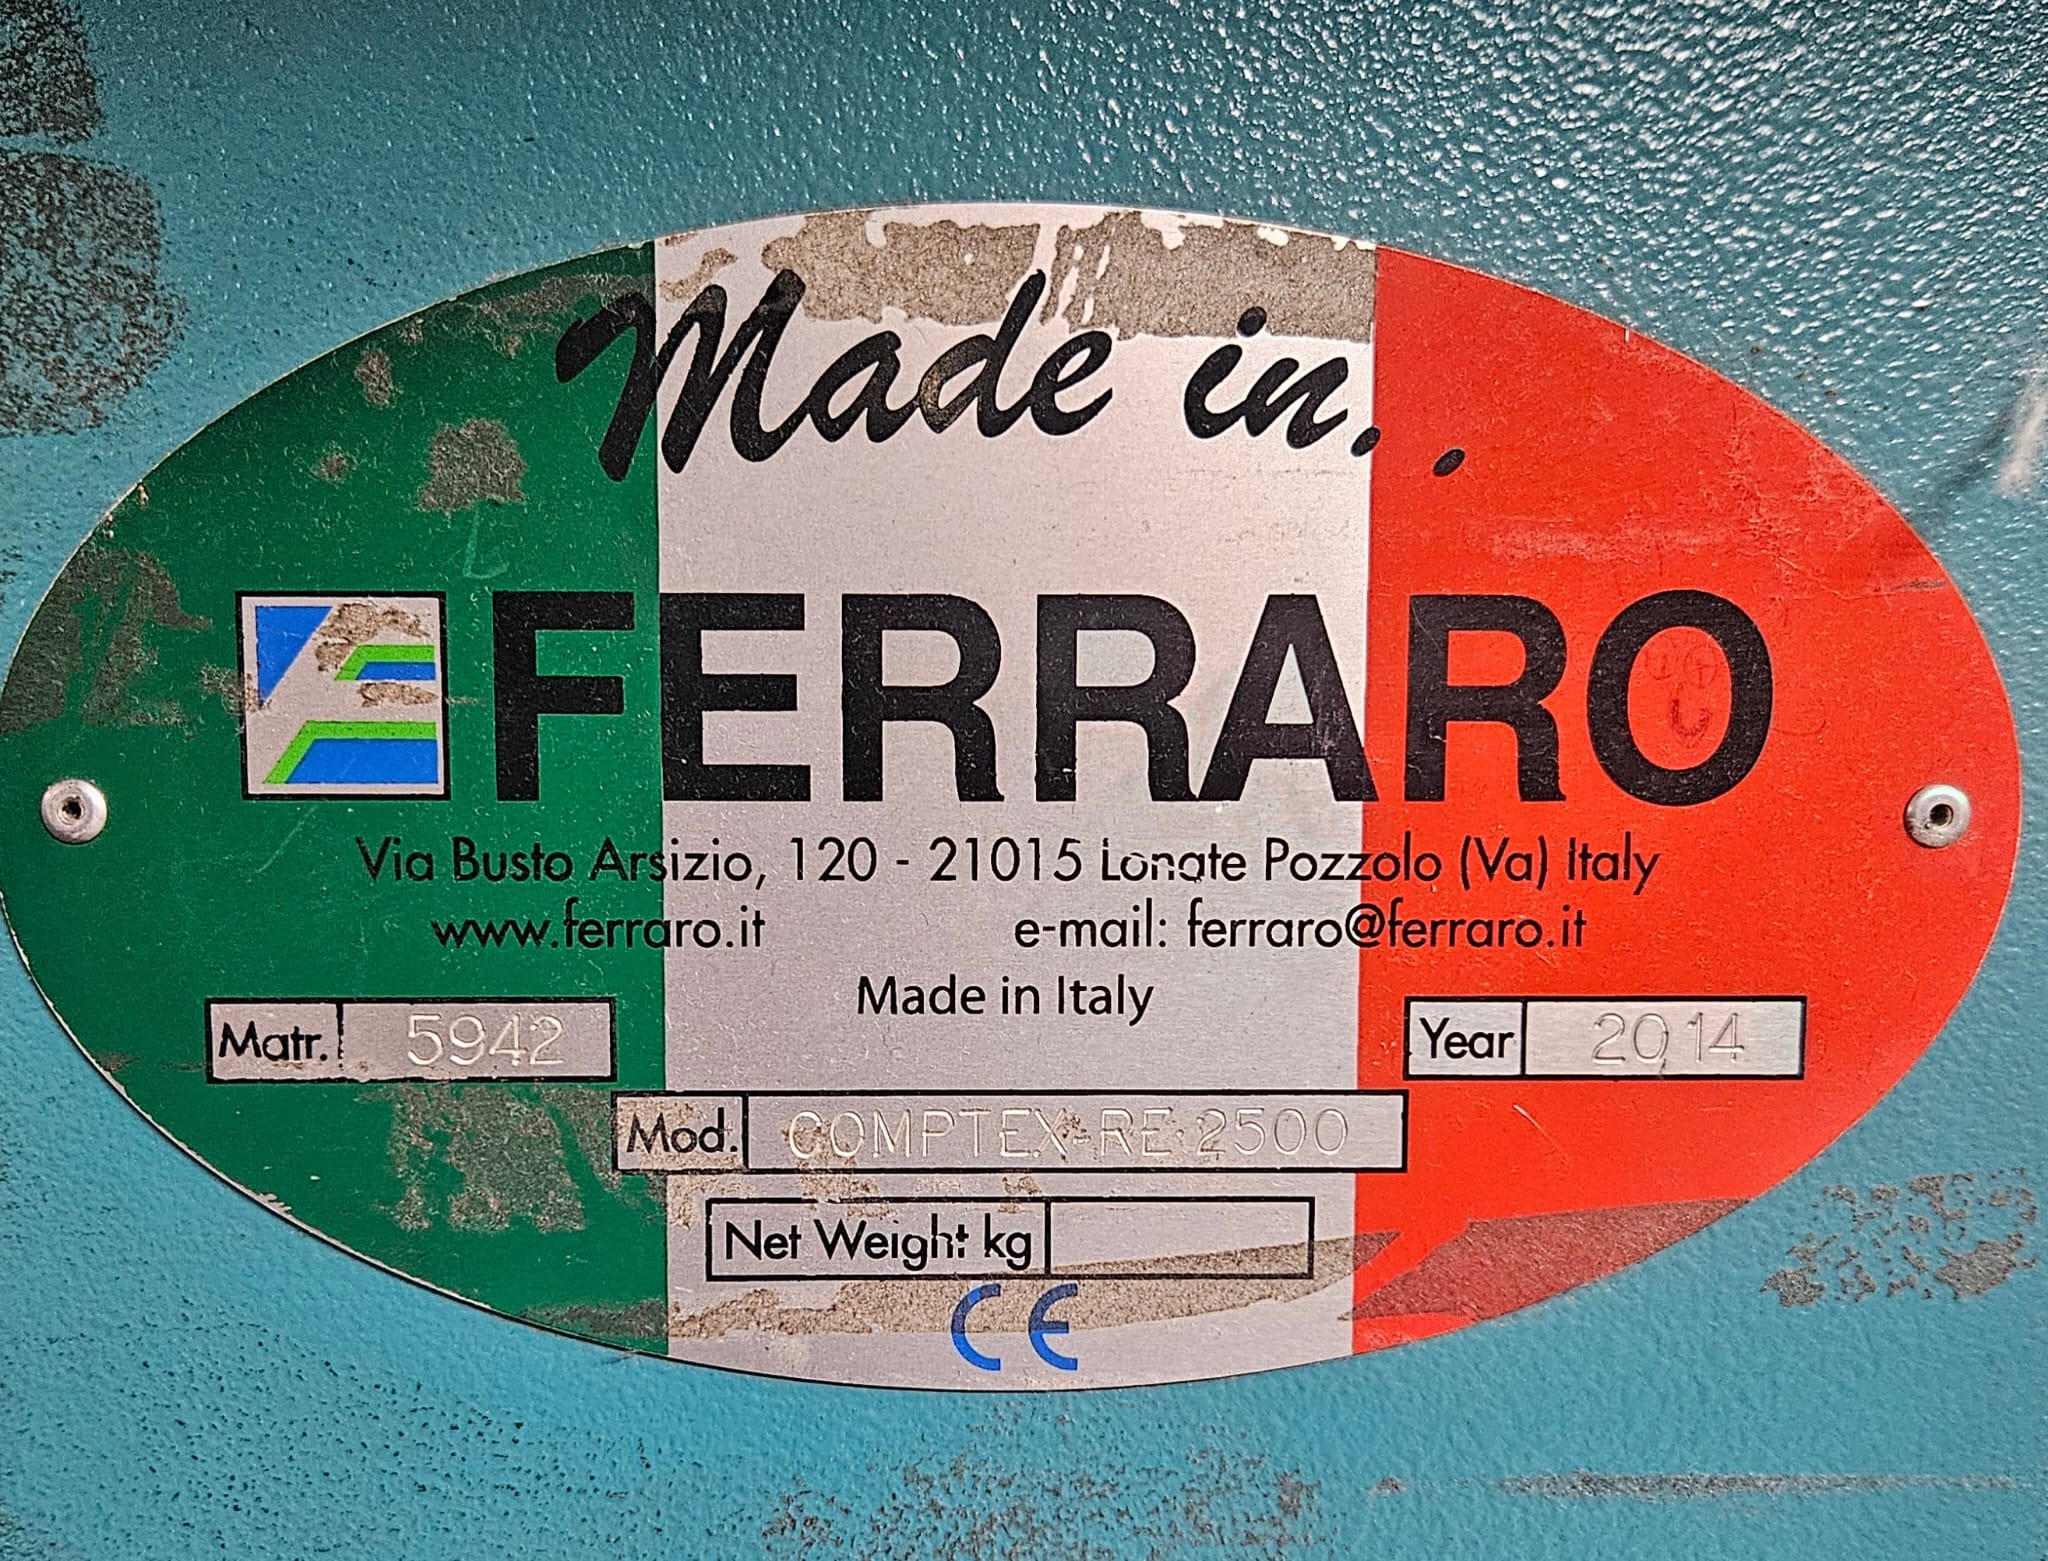 Made in..
FERRARO
Via Busto Arsizio, 120 - 21015 Lonate Pozzolo (Va) Italy
www.ferraro.it e-mail: ferraro@ferraro.it
Made in Italy
Matr. 5942 Year 2014
Mod. COMPTEX-RE 2500
Net Weight kg
CE